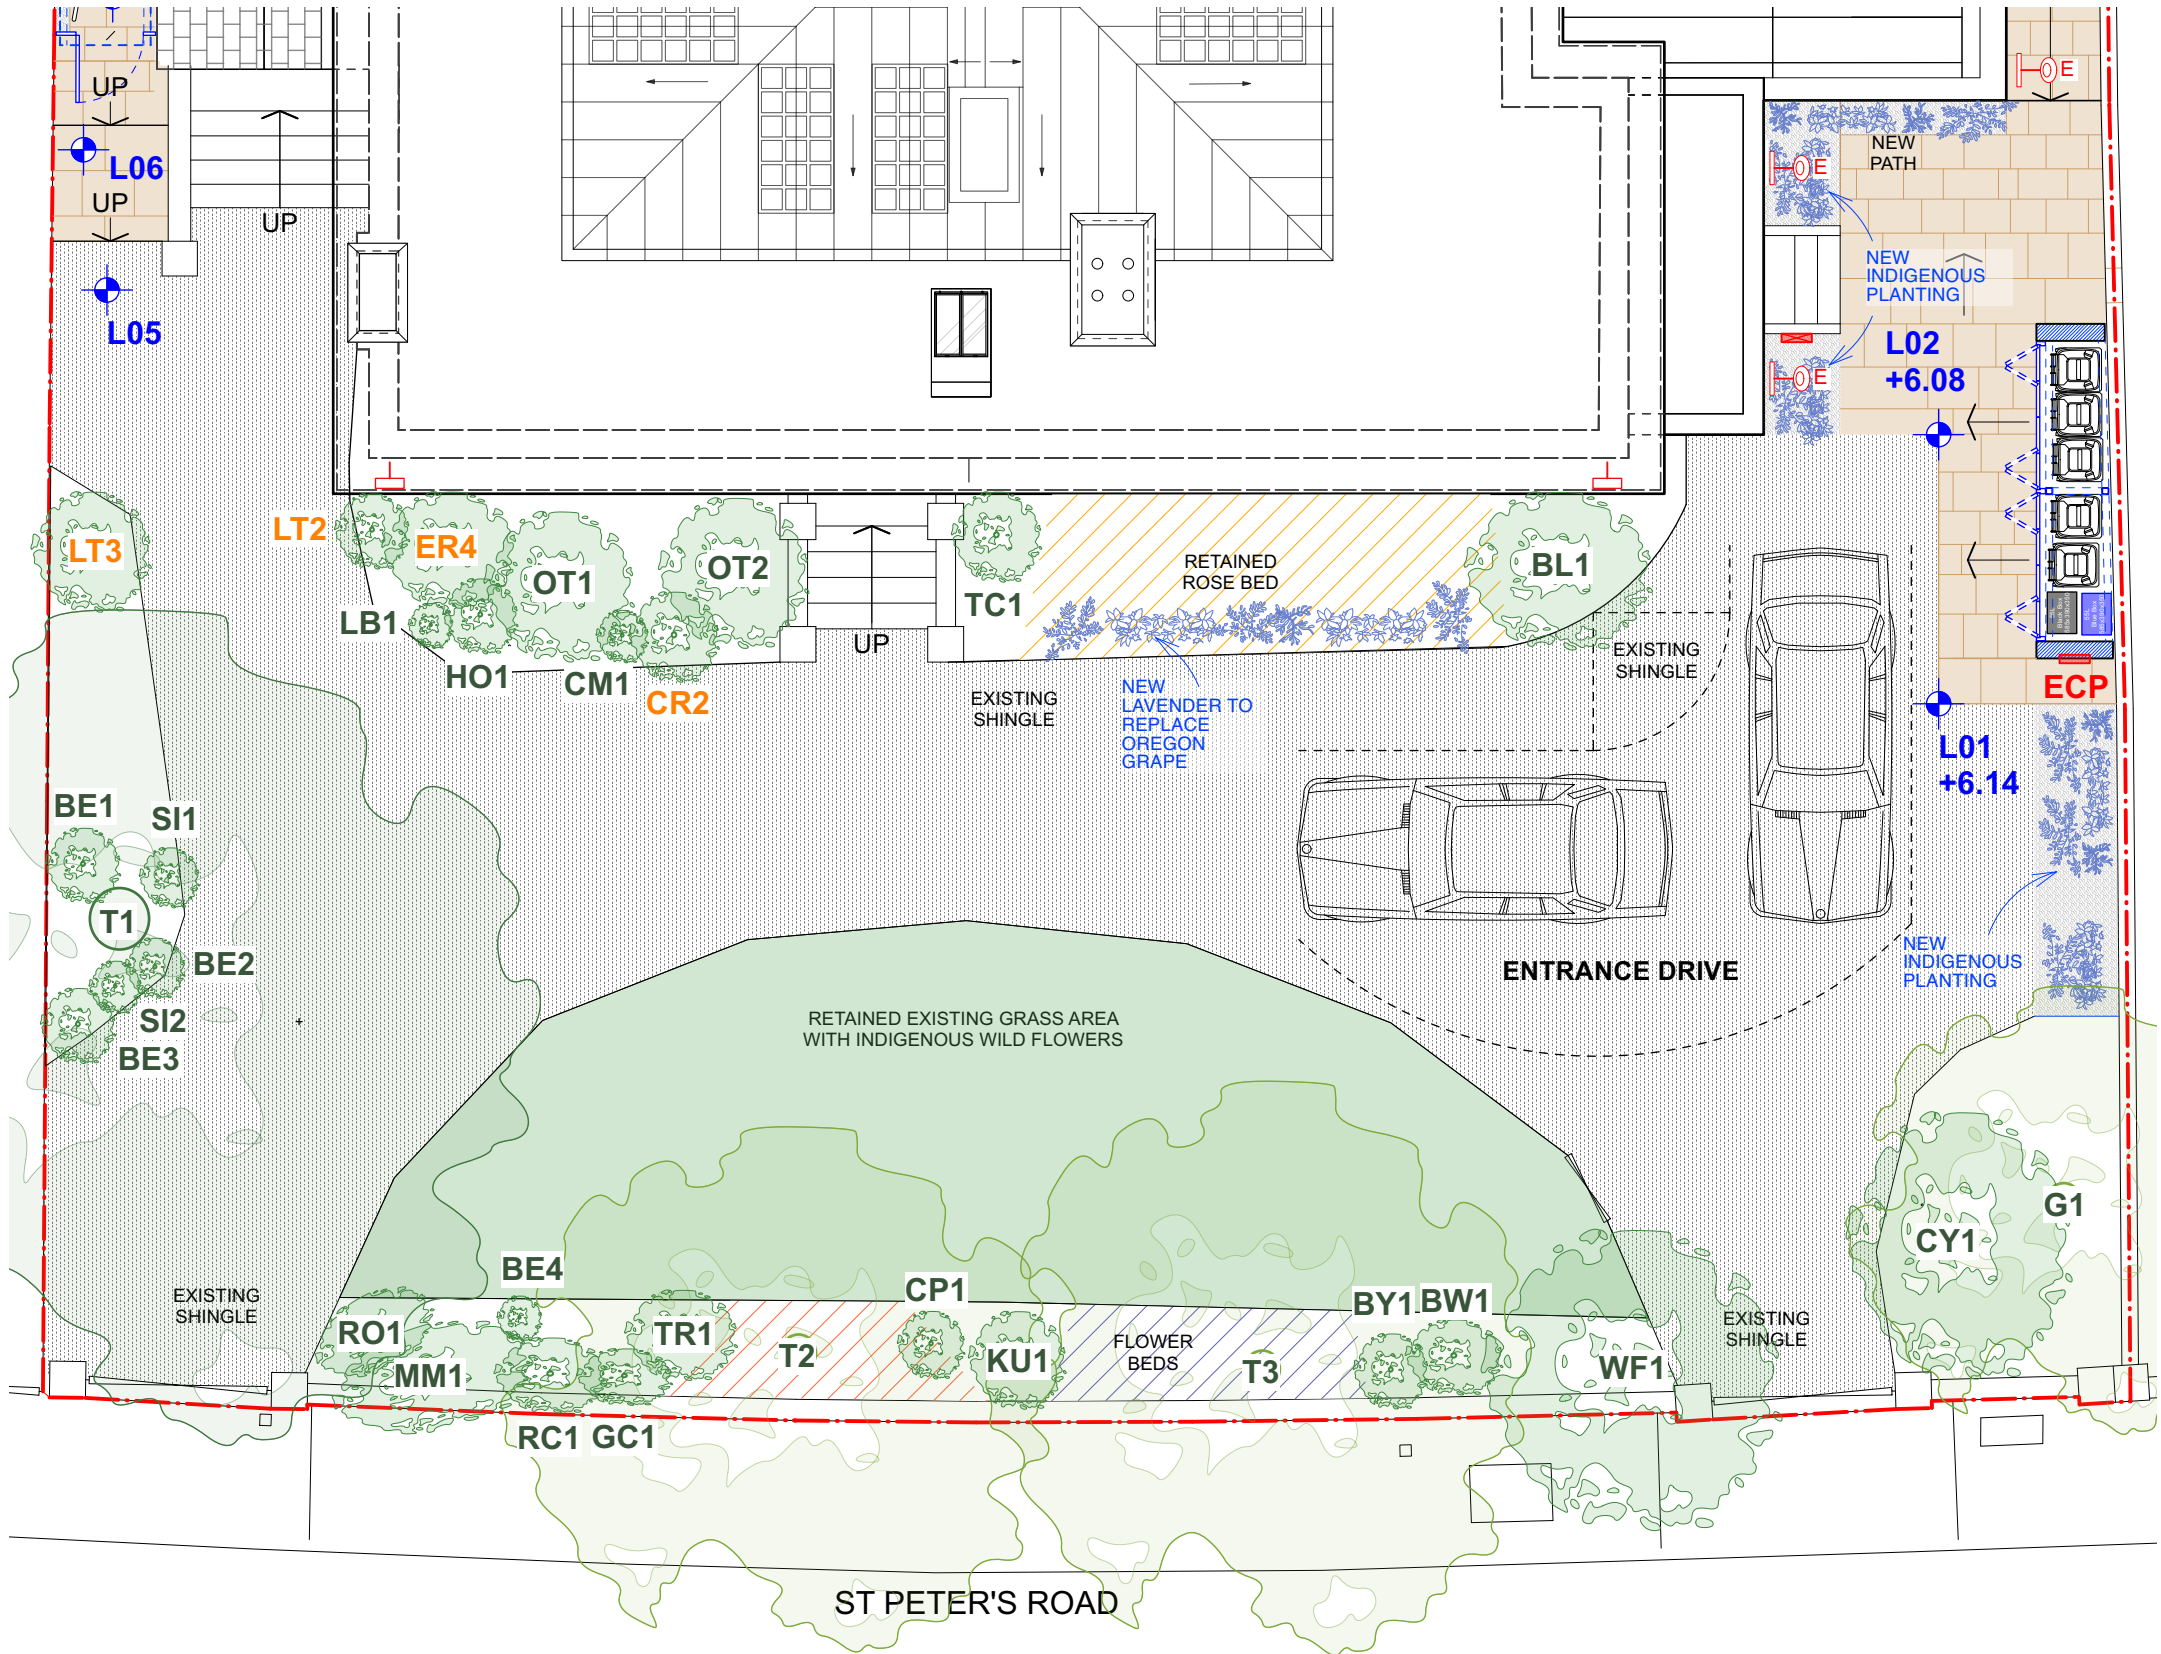 UP
L06
UP
UP
L05
E
NEW
PATH
E
NEW
INDIGENOUS
PLANTING
L02
+6.08
E
LT3
LT2
ER4
OT1
OT2
LB1
HO1
CM1
CR2
UP
TC1
RETAINED
ROSE BED
BL1
EXISTING
SHINGLE
EXISTING
SHINGLE
NEW
LAVENDER TO
REPLACE
OREGON
GRAPE
ECP
L01
+6.14
BE1
SI1
T1
BE2
SI2
BE3
ENTRANCE DRIVE
NEW
INDIGENOUS
PLANTING
RETAINED EXISTING GRASS AREA
WITH INDIGENOUS WILD FLOWERS
G1
CY1
EXISTING
SHINGLE
BE4
RO1
MM1
TR1
T2
CP1
KU1
FLOWER
BEDS
T3
BY1
BW1
WF1
EXISTING
SHINGLE
RC1
GC1
ST PETER'S ROAD